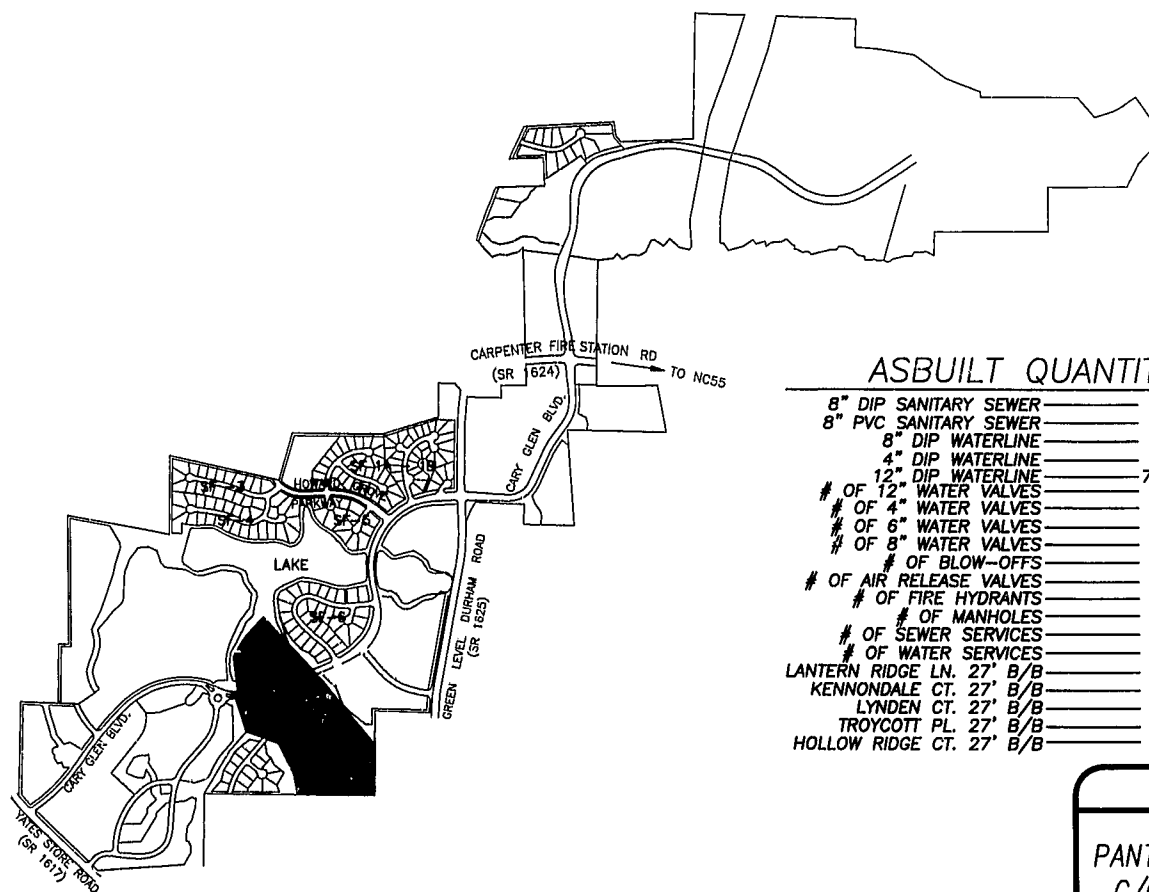 CARPENTER FIRE STATION RD
(SR 1624)
TO NC55
CARY GLEN BLVD.
HOWARD GROVE
PARKWAY
SF-3
SF-4
SF-5
LAKE
SF-6
GREEN LEVEL DURHAM ROAD
(SR 1625)
CARY GLEN BLVD.
YATES STORE ROAD
(SR 1617)
ASBUILT QUANTIT
8" DIP SANITARY SEWER
8" PVC SANITARY SEWER
8" DIP WATERLINE
4" DIP WATERLINE
12" DIP WATERLINE 7
# OF 12" WATER VALVES
# OF 4" WATER VALVES
# OF 6" WATER VALVES
# OF 8" WATER VALVES
# OF BLOW-OFFS
# OF AIR RELEASE VALVES
# OF FIRE HYDRANTS
# OF MANHOLES
# OF SEWER SERVICES
# OF WATER SERVICES
LANTERN RIDGE LN. 27' B/B
KENNONDALE CT. 27' B/B
LYNDEN CT. 27' B/B
TROYCOTT PL. 27' B/B
HOLLOW RIDGE CT. 27' B/B
PANT